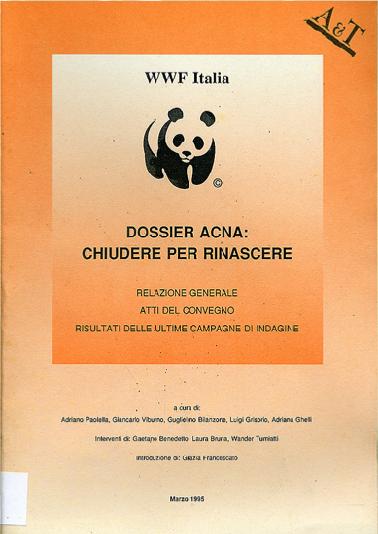 A&T
WWF Italia
©
DOSSIER ACNA:
CHIUDERE PER RINASCERE
RELAZIONE GENERALE
ATTI DEL CONVEGNO
RISULTATI DELLE ULTIME CAMPAGNE DI INDAGINE
a cura di:
Adriano Paolella, Giancarlo Viburno, Guglielmo Bilanzone, Luigi Grisorio, Adriana Ghelli
Interventi di: Gaetano Benedetto Laura Brura, Wander Tumiatti
Introduzione di: Grazia Francescato
Marzo 1995